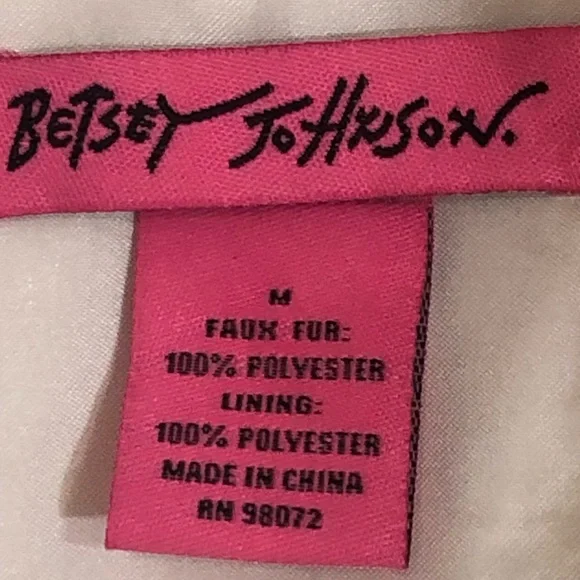 BETSEY JOHNSON.
M
FAUX FUR:
100% POLYESTER
LINING:
100% POLYESTER
MADE IN CHINA
RN 98072